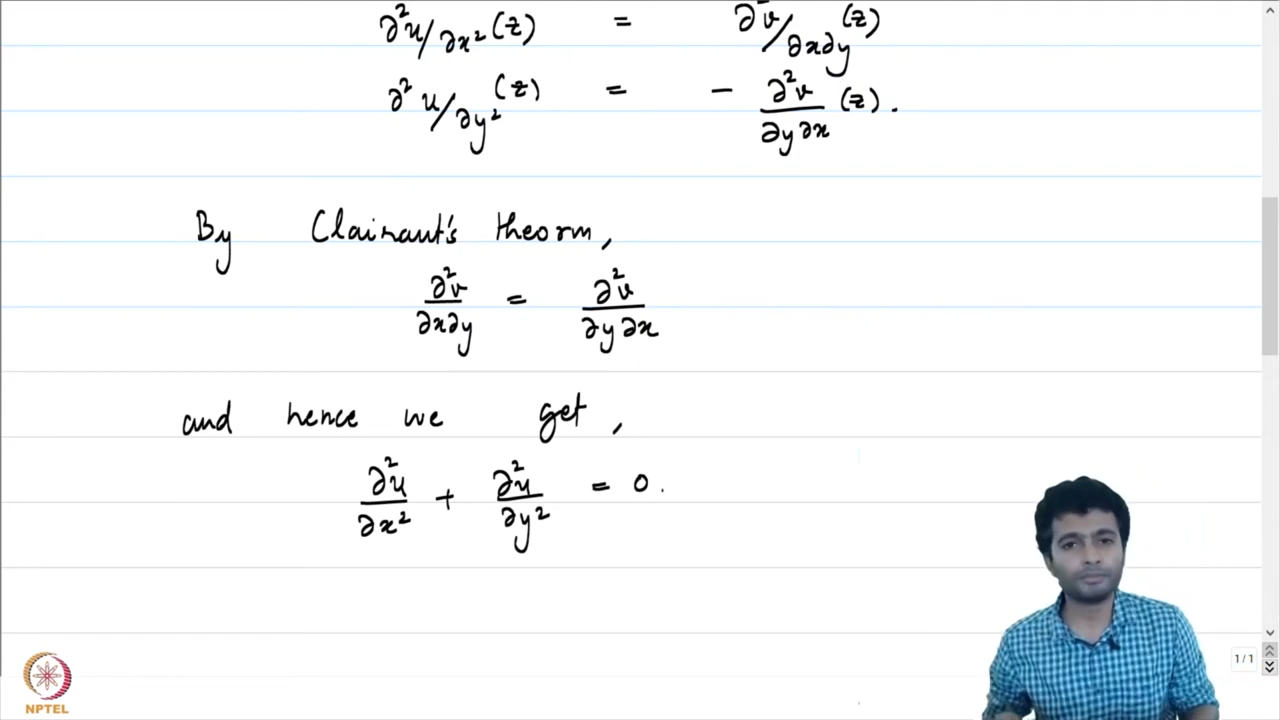 ∂²u/∂x² (z) = ∂²v/∂x∂y (z)
∂²u/∂y² (z) = - ∂²v/∂y∂x (z).
By Clairaut's theorm,
∂²v/∂x∂y = ∂²v/∂y∂x
and hence we get,
∂²u/∂x² + ∂²u/∂y² = 0.
1/1
NPTEL